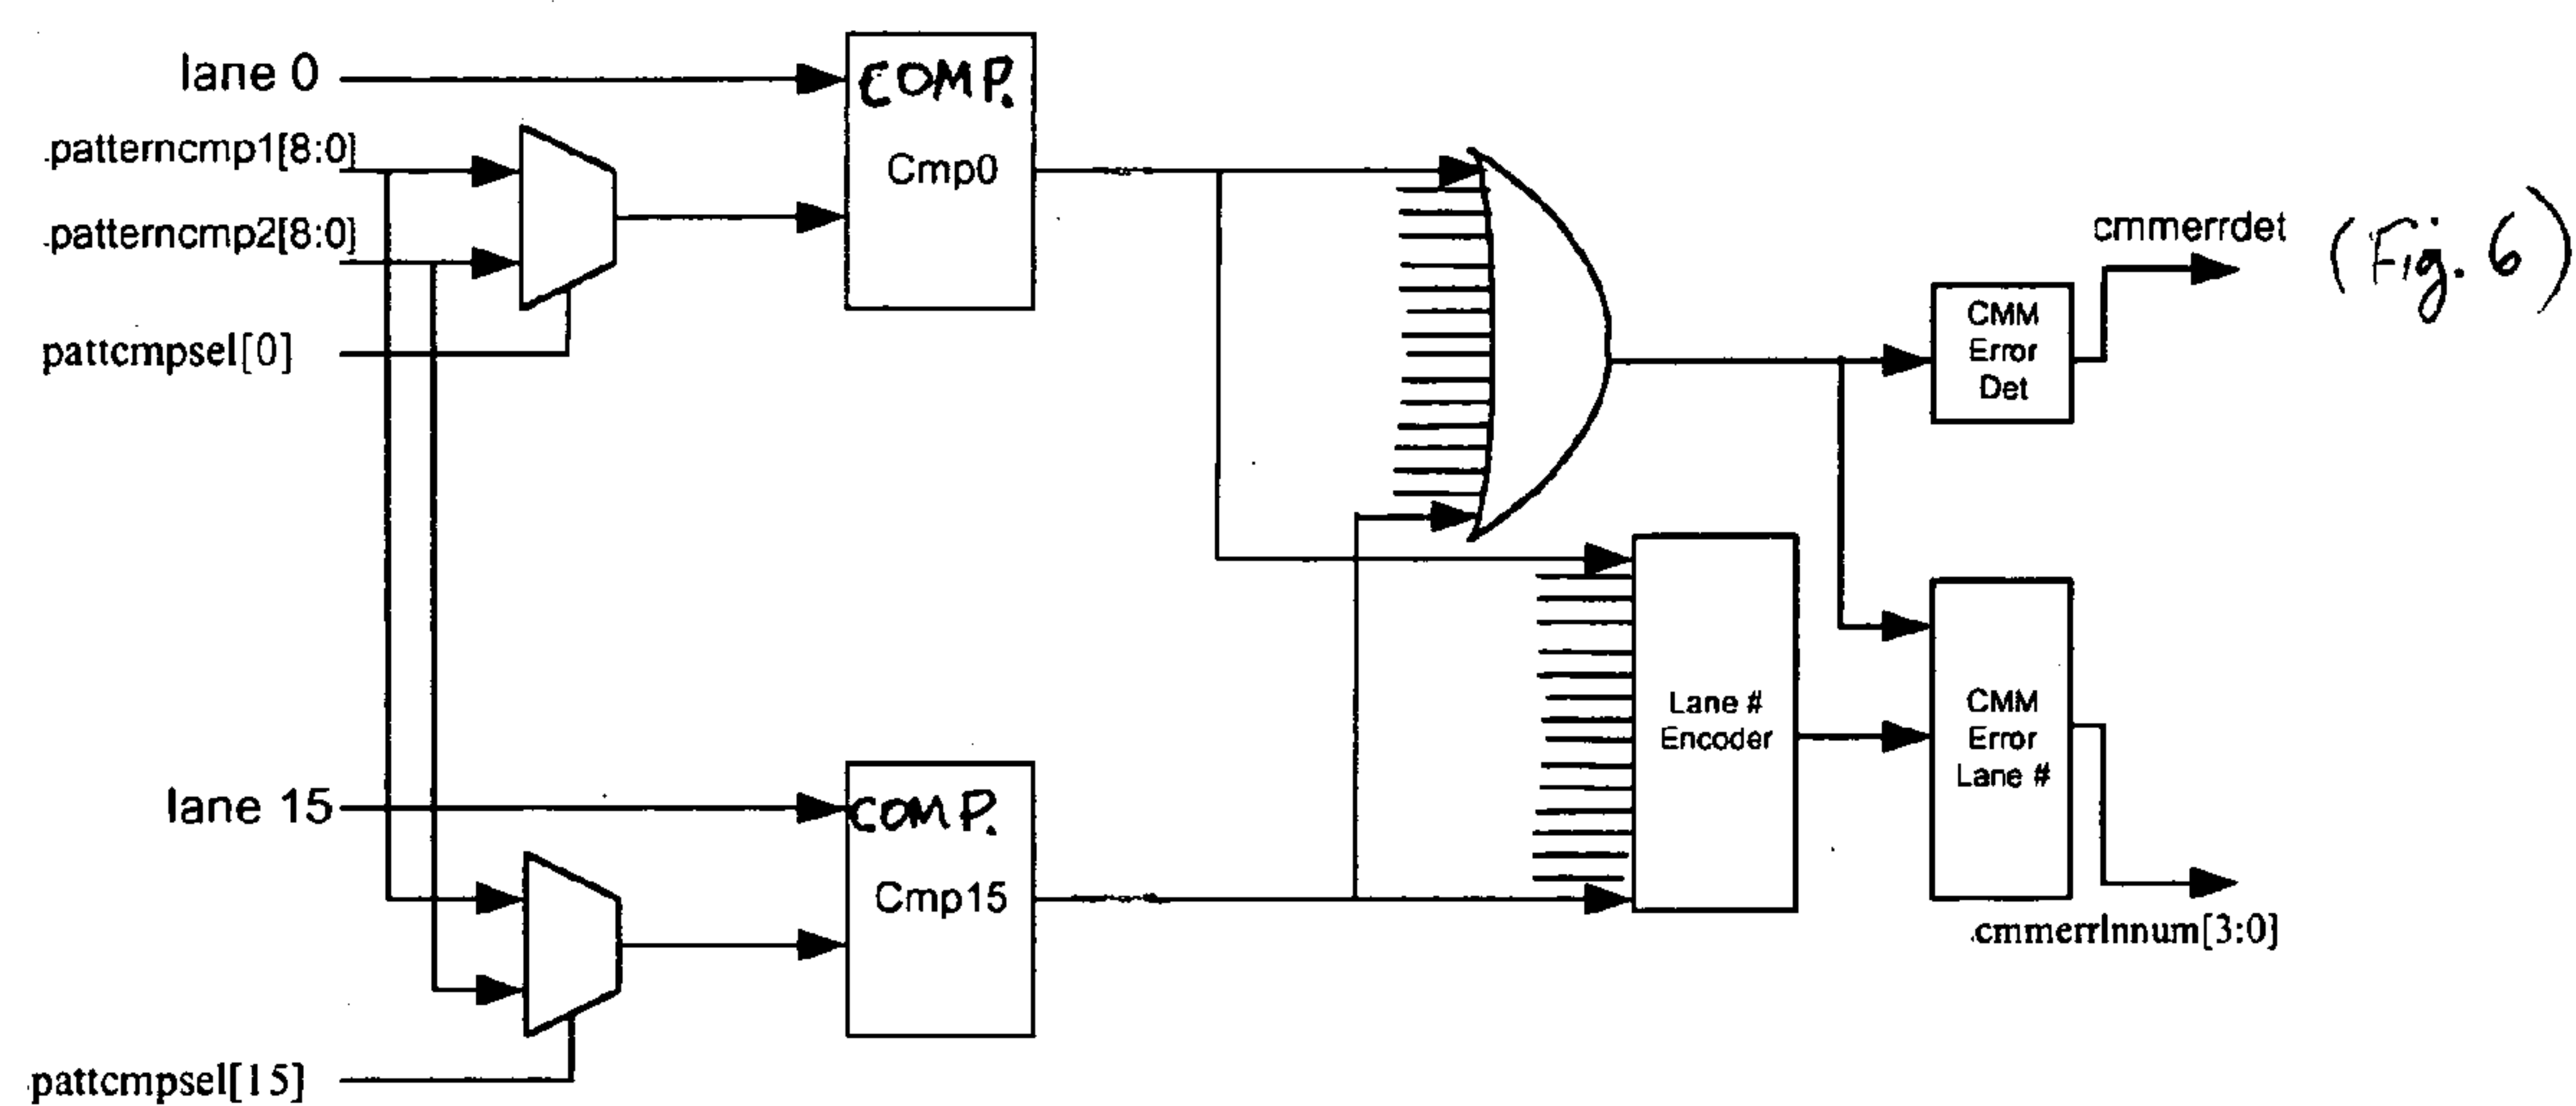 lane 0
COMP.
Cmp0
.patterncmp1[8:0]
.patterncmp2[8:0]
pattcmpsel[0]
cmmerrdet
(Fig. 6)
CMM
Error
Det
Lane #
Encoder
CMM
Error
Lane #
lane 15
COMP.
Cmp15
.cmmerrlnnum[3:0]
pattcmpsel[15]